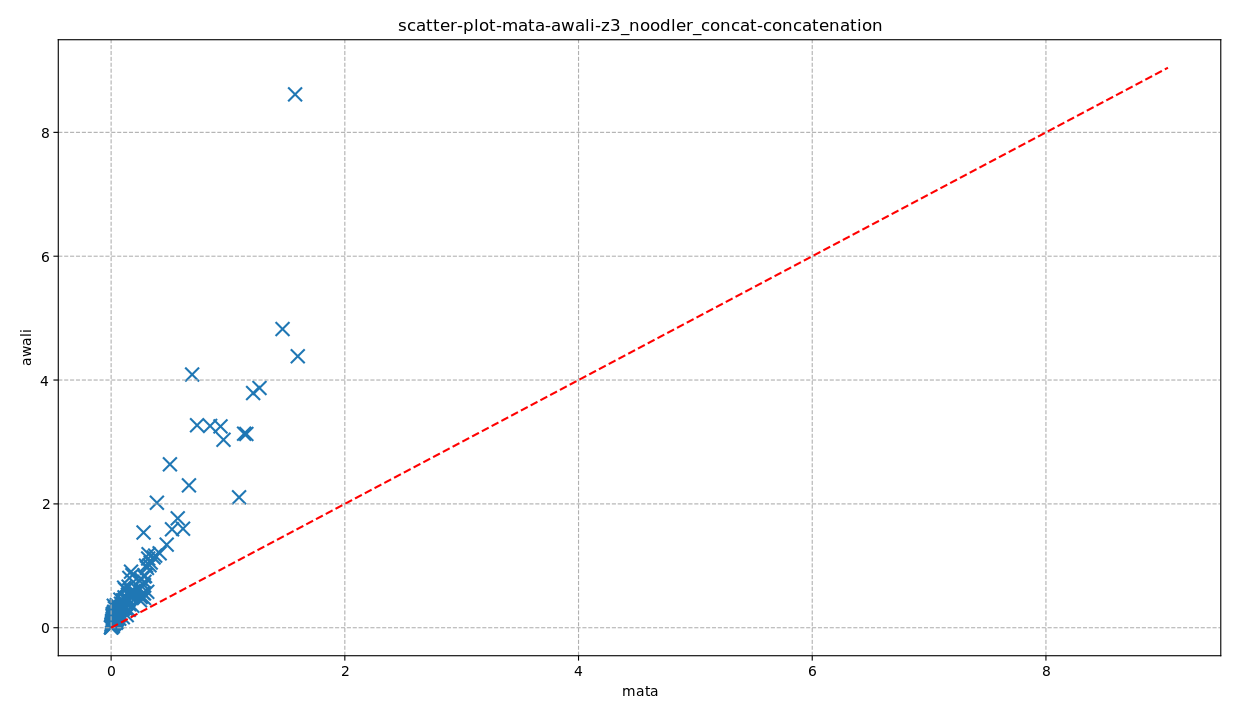 scatter-plot-mata-awali-z3_noodler_concat-concatenation
awali
8
6
4
2
0
0 2 4 6 8
mata